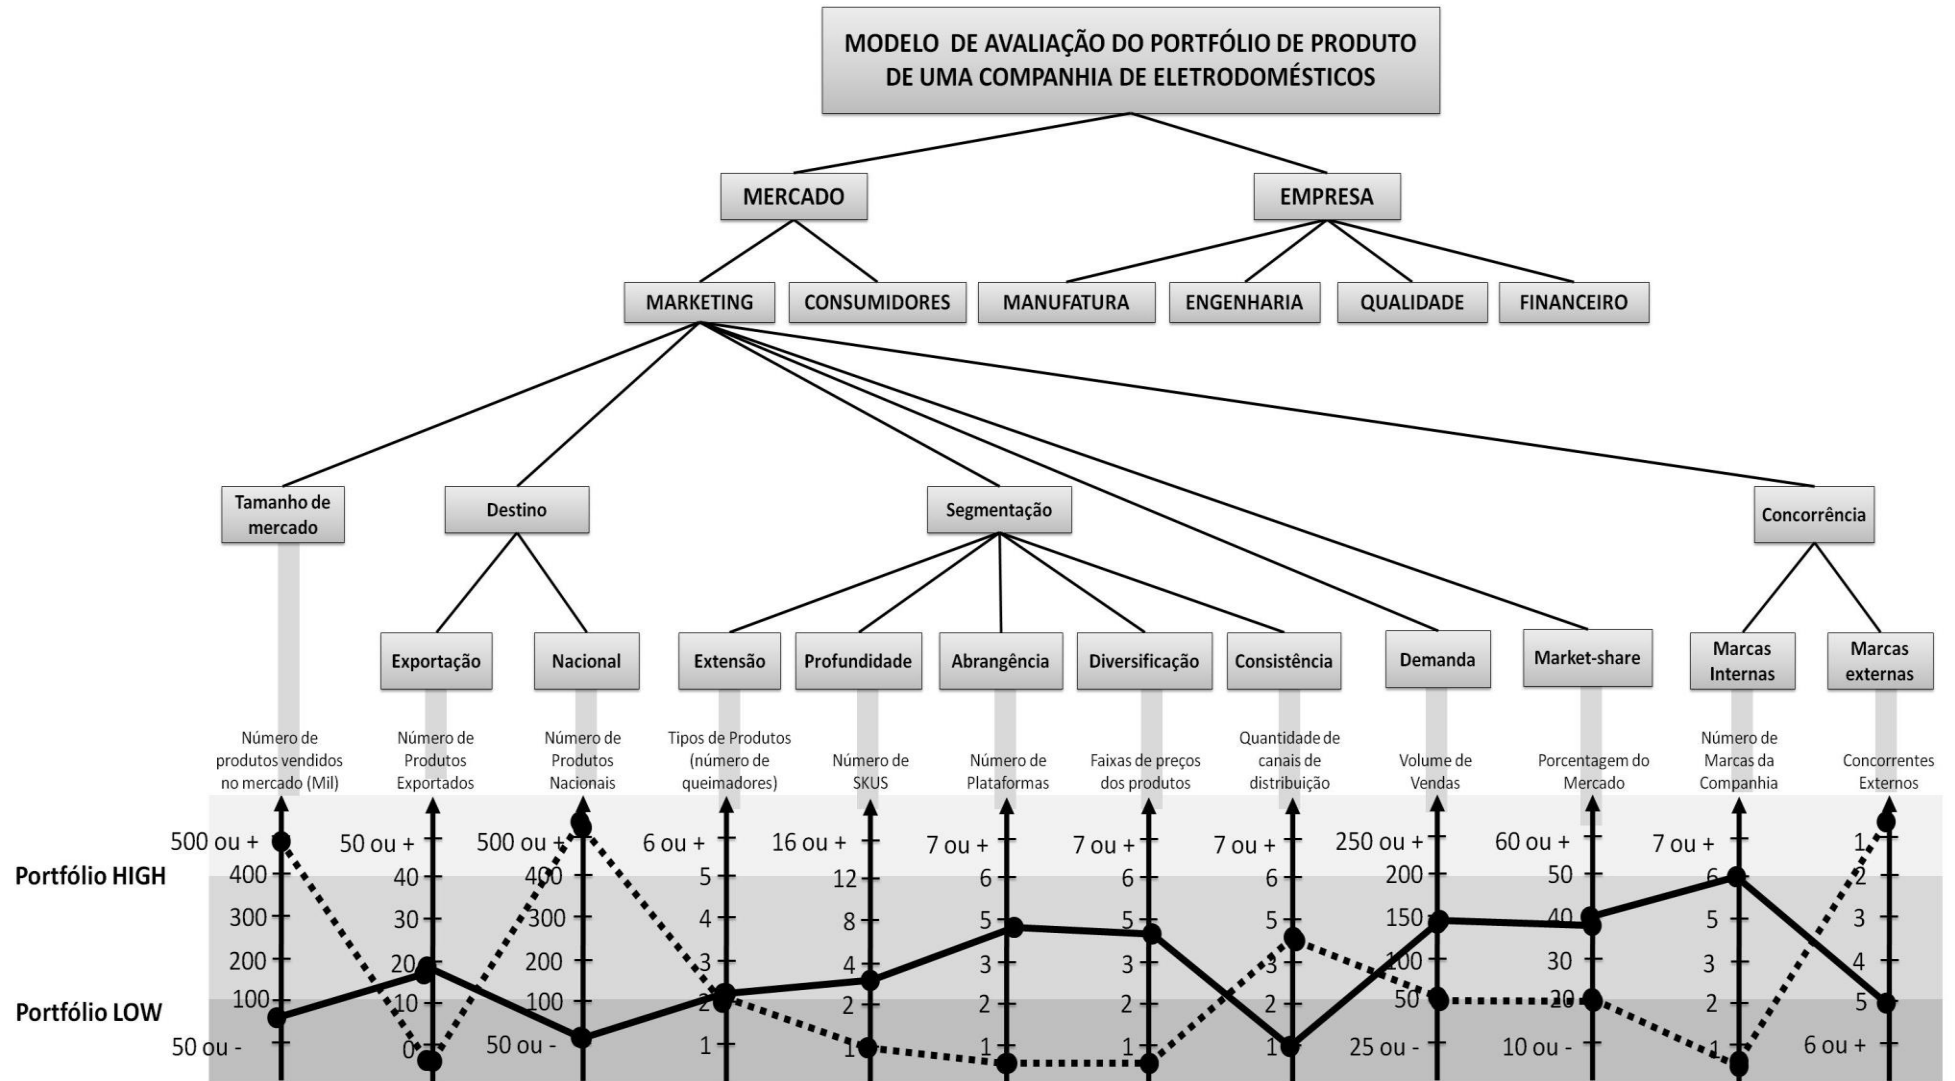 MODELO DE AVALIAÇÃO DO PORTFÓLIO DE PRODUTO
DE UMA COMPANHIA DE ELETRODOMÉSTICOS
MERCADO
EMPRESA
MARKETING
CONSUMIDORES
MANUFATURA
ENGENHARIA
QUALIDADE
FINANCEIRO
Tamanho de
mercado
Destino
Segmentação
Concorrência
Exportação
Nacional
Extensão
Profundidade
Abrangência
Diversificação
Consistência
Demanda
Market-share
Marcas
Internas
Marcas
externas
Número de
produtos vendidos
no mercado (Mil)
Número de
Produtos
Exportados
Número de
Produtos
Nacionais
Tipos de Produtos
(número de
queimadores)
Número de
SKUS
Número de
Plataformas
Faixas de preços
dos produtos
Quantidade de
canais de
distribuição
Volume de
Vendas
Porcentagem do
Mercado
Número de
Marcas da
Companhia
Concorrentes
Externos
Portfólio HIGH
Portfólio LOW
500 ou +
400
300
200
100
50 ou -
50 ou +
40
30
20
10
0
500 ou +
400
300
200
100
50 ou -
6 ou +
5
4
3
2
1
16 ou +
12
8
4
2
1
7 ou +
6
5
3
2
1
7 ou +
6
5
3
2
1
7 ou +
6
5
3
2
1
250 ou +
200
150
100
50
25 ou -
60 ou +
50
40
30
20
10 ou -
7 ou +
6
5
3
2
1
1
2
3
4
5
6 ou +